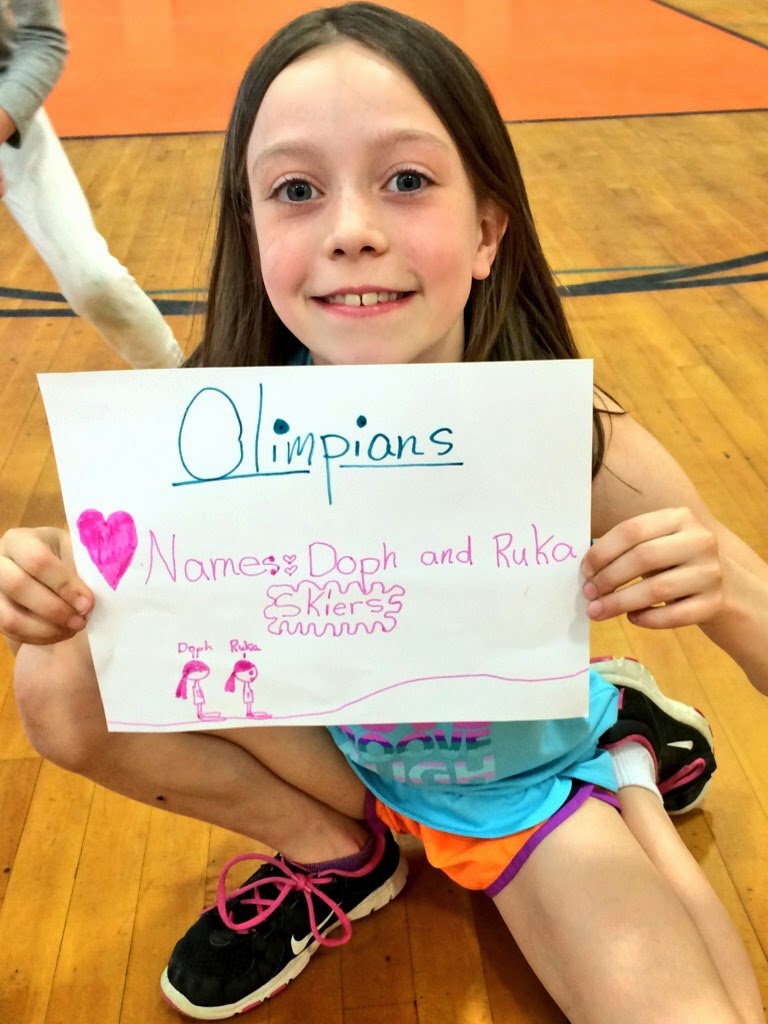 Olimpians
Names: Doph and Ruka
Skiers
Doph Ruka